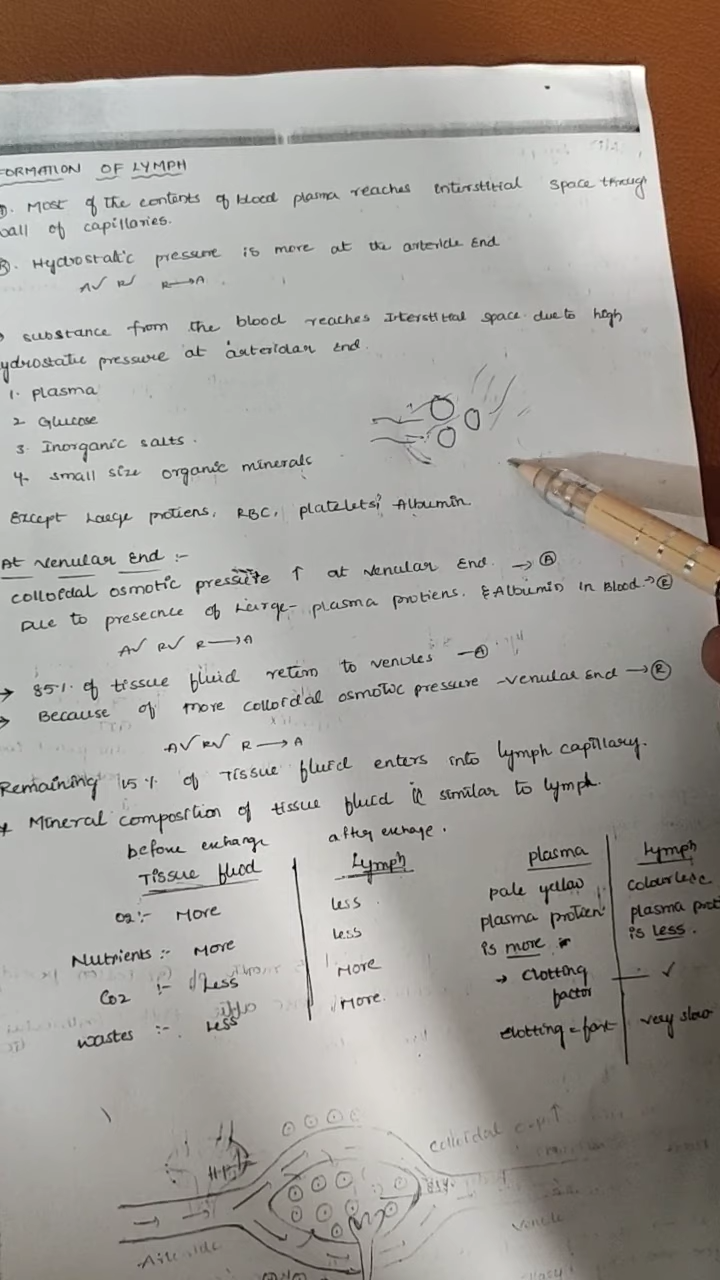 FORMATION OF LYMPH
①. Most of the contents of blood plasma reaches interstitial space throug
wall of capillaries.
②. Hydrostatic pressure is more at the arteriole End
A✓ R✓ R → A
substance from the blood reaches Interstitial space due to high
hydrostatic pressure at arteriolar End.
1. plasma
2. Glucose
3. Inorganic salts.
4. small size organic minerals
Except Large protiens, RBC, platelets, Albumin.
At venular End :-
colloidal osmotic pressure ↑ at venular End. → Ⓐ
Due to presecnce of Large- plasma protiens. & Albumin in Blood → Ⓡ
A✓ R✓ R → A
→ 85% of tissue fluid return to venules - Ⓐ
→ Because of more colloidal osmotic pressure -venular End → Ⓡ
A✓ R✓ R → A
Remaining 15% of Tissue fluid enters into lymph capillary.
* Mineral composition of tissue fluid is similar to lymph.
before exchange after exchage.
Tissue fluid Lymph
O2 :- More less
Nutrients :- More less
CO2 :- Less More
wastes :- Less More.
plasma Lymph
pale yellow colourless
plasma protien plasma prot
is more is less.
→ clotting ✓
factor
clotting = fast very slow
colloidal
Arteriole
venule